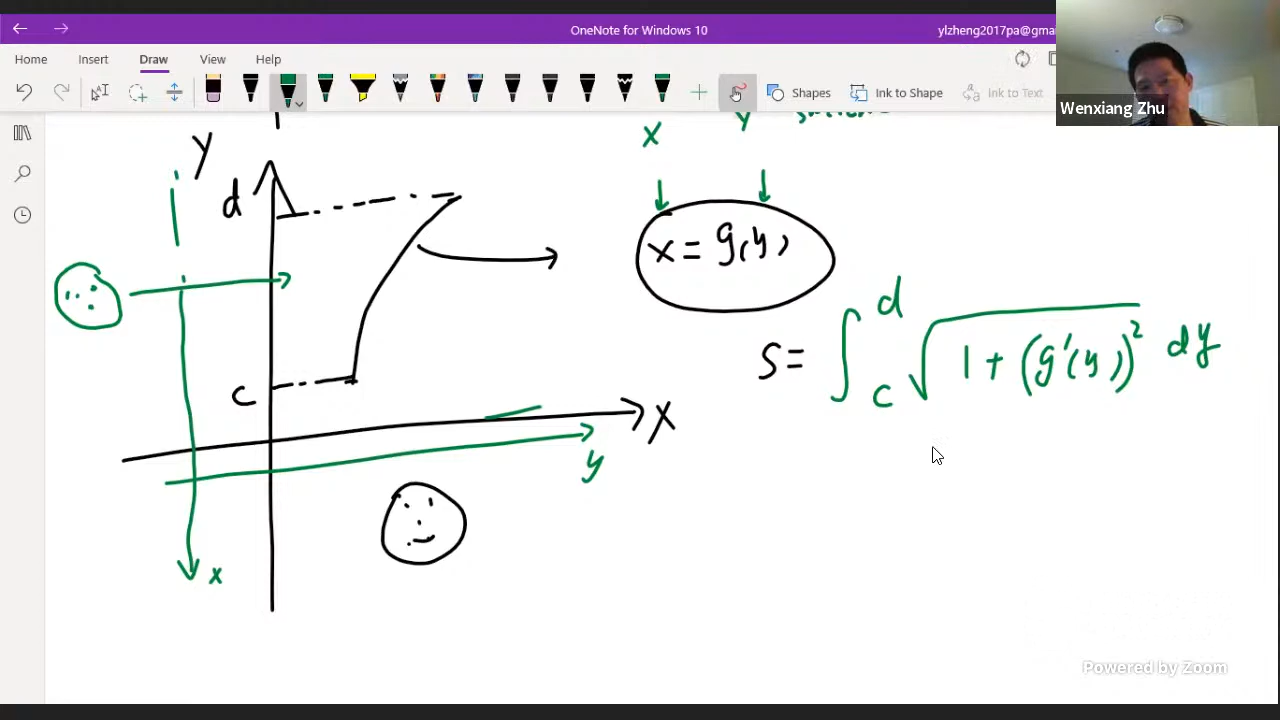 OneNote for Windows 10
ylzheng2017pa@gma
Home Insert Draw View Help
Shapes Ink to Shape Ink to Text
Wenxiang Zhu
x y
y
d
x = g(y)
S = ∫_c^d √(1 + (g'(y))²) dy
c
x
y
x
Powered by Zoom